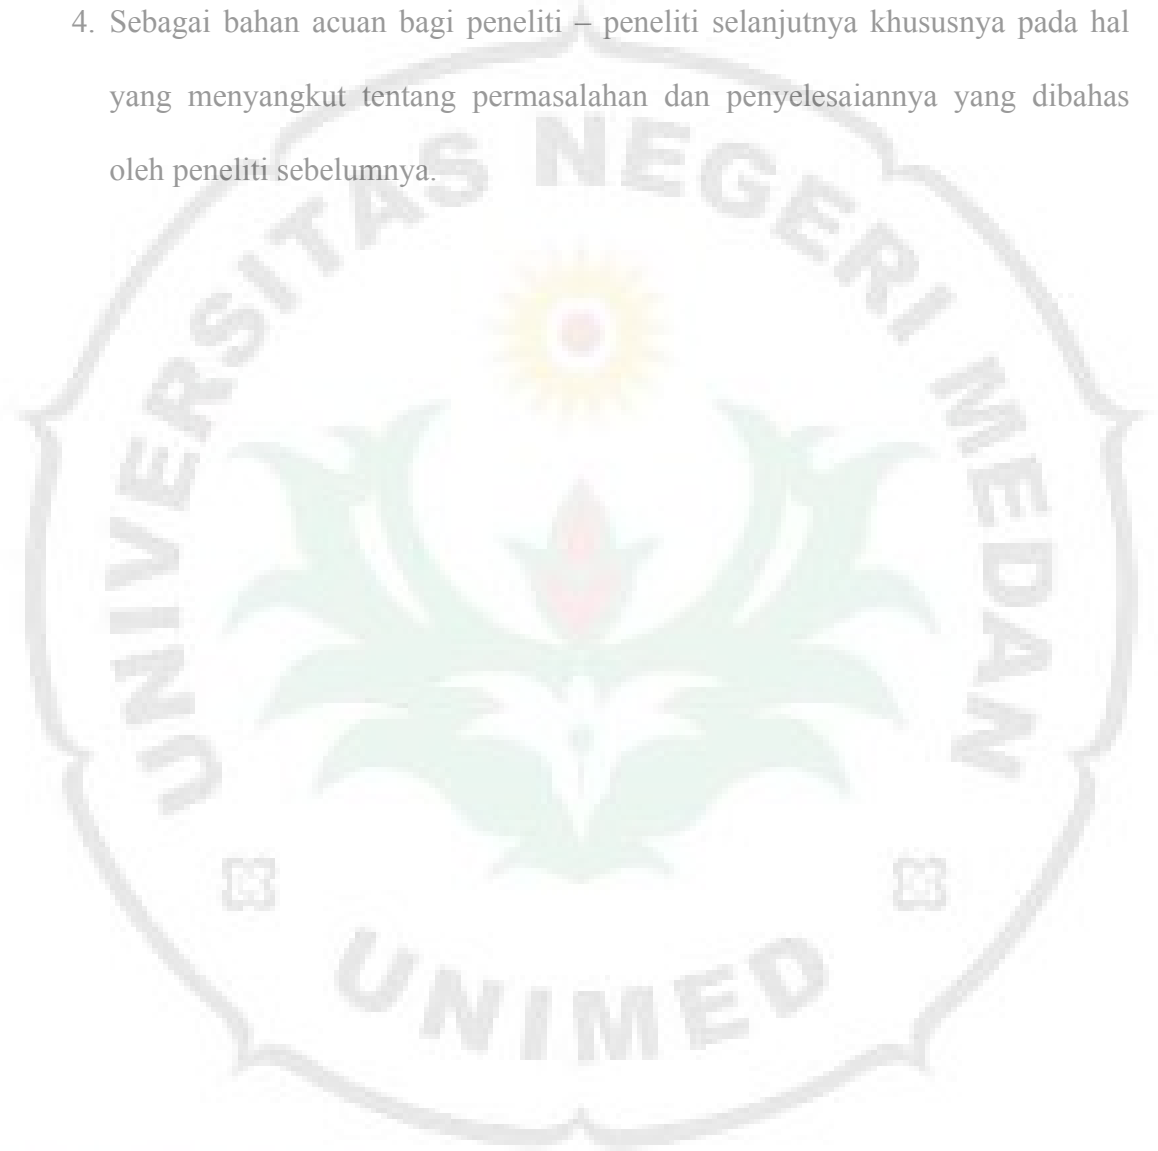 4. Sebagai bahan acuan bagi peneliti – peneliti selanjutnya khususnya pada hal
yang menyangkut tentang permasalahan dan penyelesaiannya yang dibahas
oleh peneliti sebelumnya.
UNIVERSITAS NEGERI MEDAN
UNIMED